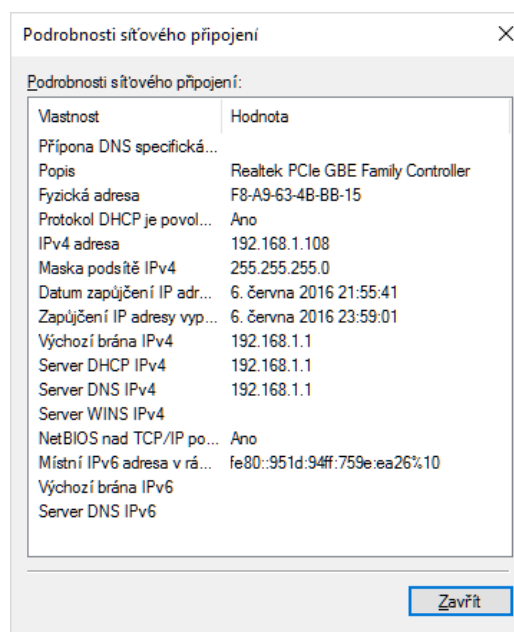 Podrobnosti síťového připojení
Podrobnosti síťového připojení:
Vlastnost Hodnota
Přípona DNS specifická...
Popis Realtek PCIe GBE Family Controller
Fyzická adresa F8-A9-63-4B-BB-15
Protokol DHCP je povol... Ano
IPv4 adresa 192.168.1.108
Maska podsítě IPv4 255.255.255.0
Datum zapůjčení IP adr... 6. června 2016 21:55:41
Zapůjčení IP adresy vyp... 6. června 2016 23:59:01
Výchozí brána IPv4 192.168.1.1
Server DHCP IPv4 192.168.1.1
Server DNS IPv4 192.168.1.1
Server WINS IPv4
NetBIOS nad TCP/IP po... Ano
Místní IPv6 adresa v rá... fe80::951d:94ff:759e:ea26%10
Výchozí brána IPv6
Server DNS IPv6
Zavřít